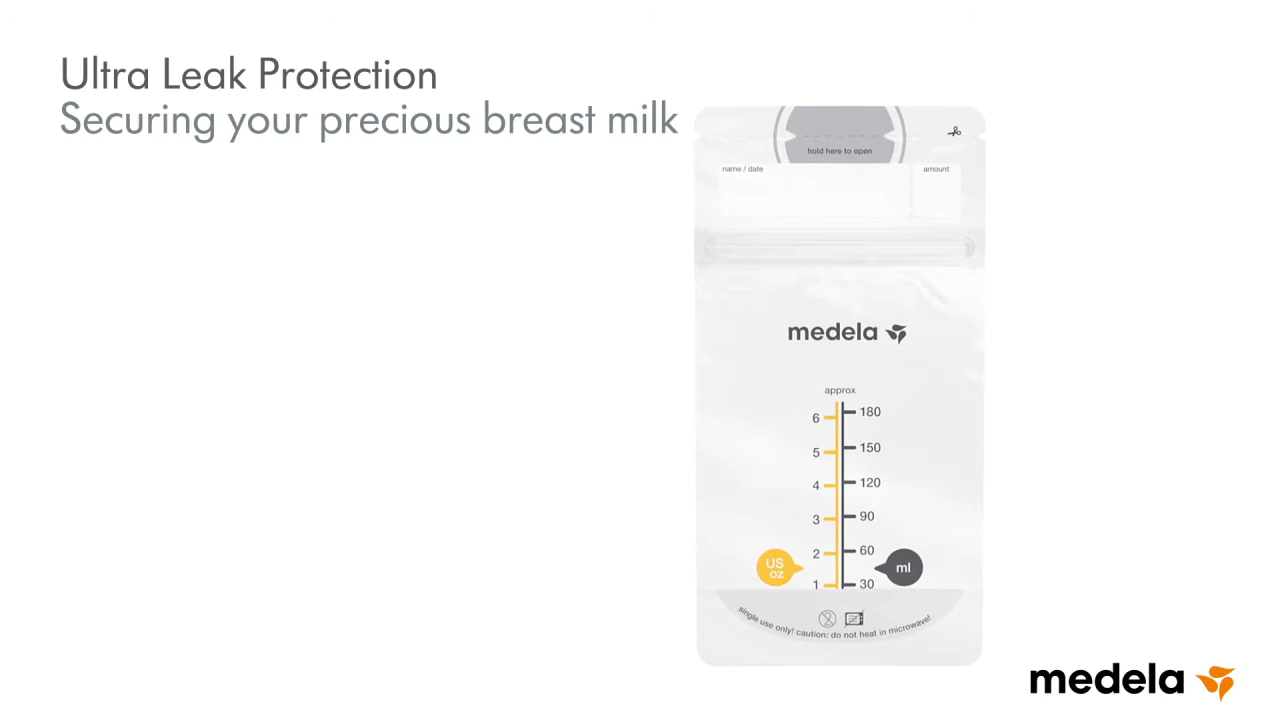 Ultra Leak Protection
Securing your precious breast milk
hold here to open
name / date
amount
medela
approx
6 180
5 150
4 120
3 90
2 60
US oz
ml
1 30
single use only! caution: do not heat in microwave!
medela